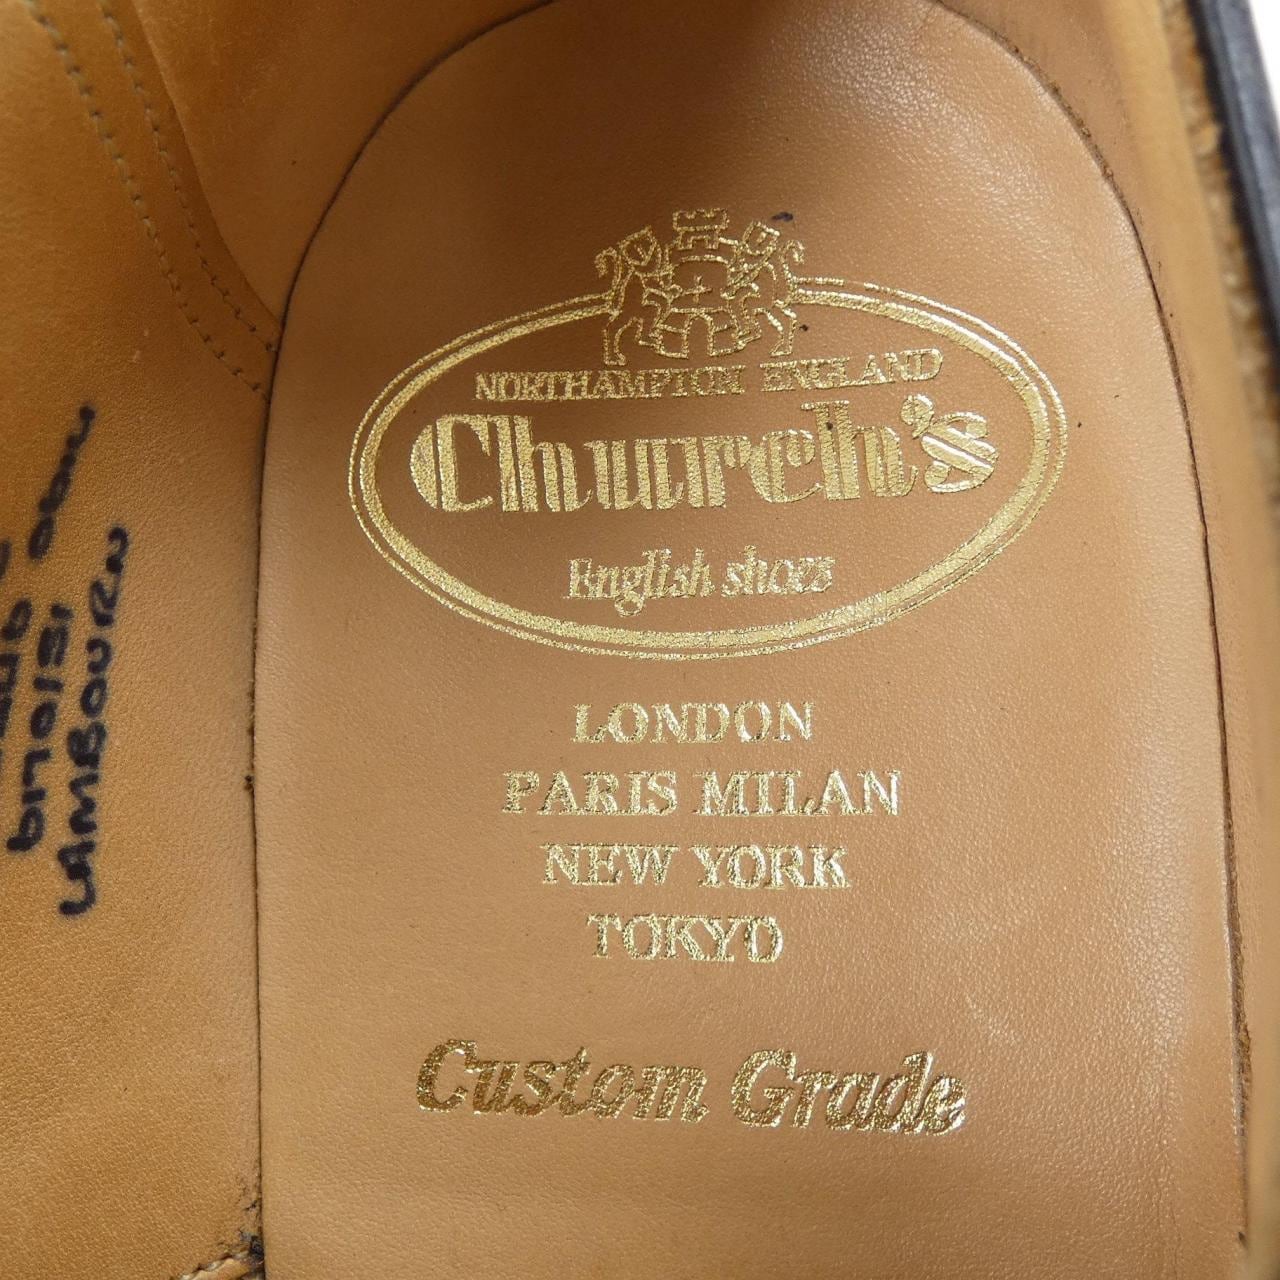 NORTHAMPTON ENGLAND
Church's
English shoes
LONDON
PARIS MILAN
NEW YORK
TOKYO
Custom Grade
LAMBOURN